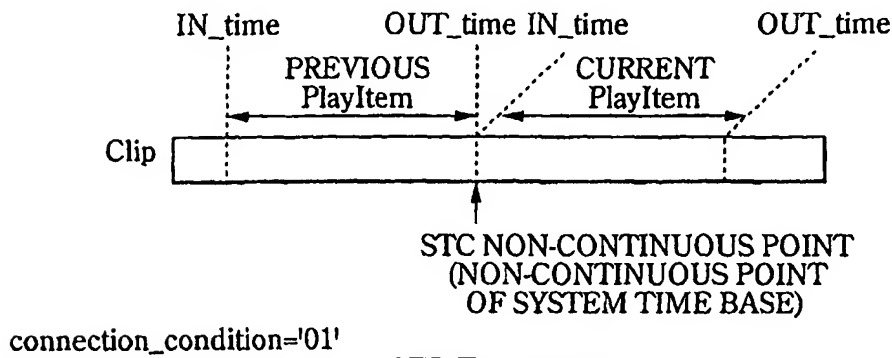 IN_time OUT_time IN_time OUT_time
PREVIOUS CURRENT
PlayItem PlayItem
Clip
STC NON-CONTINUOUS POINT
(NON-CONTINUOUS POINT
OF SYSTEM TIME BASE)
connection_condition='01'